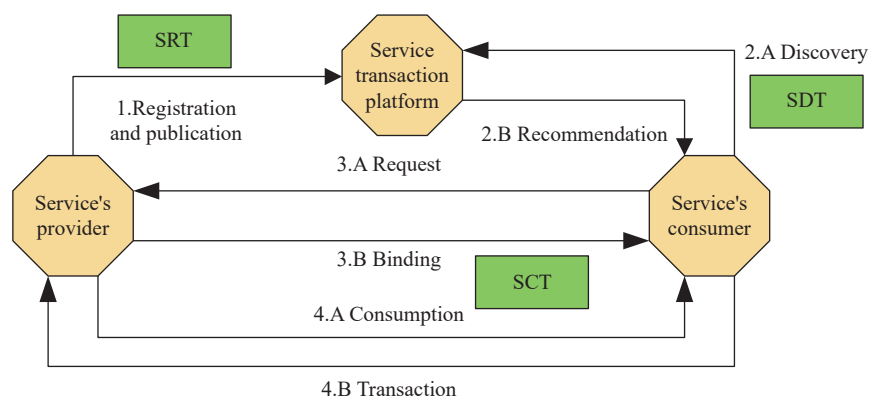 SRT
Service
transaction
platform
2.A Discovery
SDT
1.Registration
and publication
2.B Recommendation
3.A Request
Service's
provider
Service's
consumer
3.B Binding
SCT
4.A Consumption
4.B Transaction